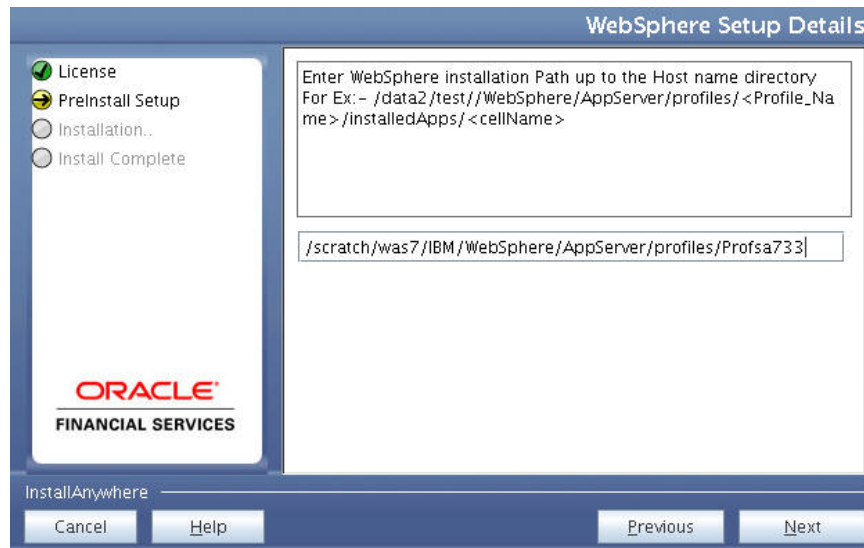 WebSphere Setup Details
License
PreInstall Setup
Installation..
Install Complete
Enter WebSphere installation Path up to the Host name directory
For Ex:- /data2/test//WebSphere/AppServer/profiles/<Profile_Na
me>/installedApps/<cellName>
/scratch/was7/IBM/WebSphere/AppServer/profiles/Profsa733
ORACLE®
FINANCIAL SERVICES
InstallAnywhere
Cancel Help Previous Next